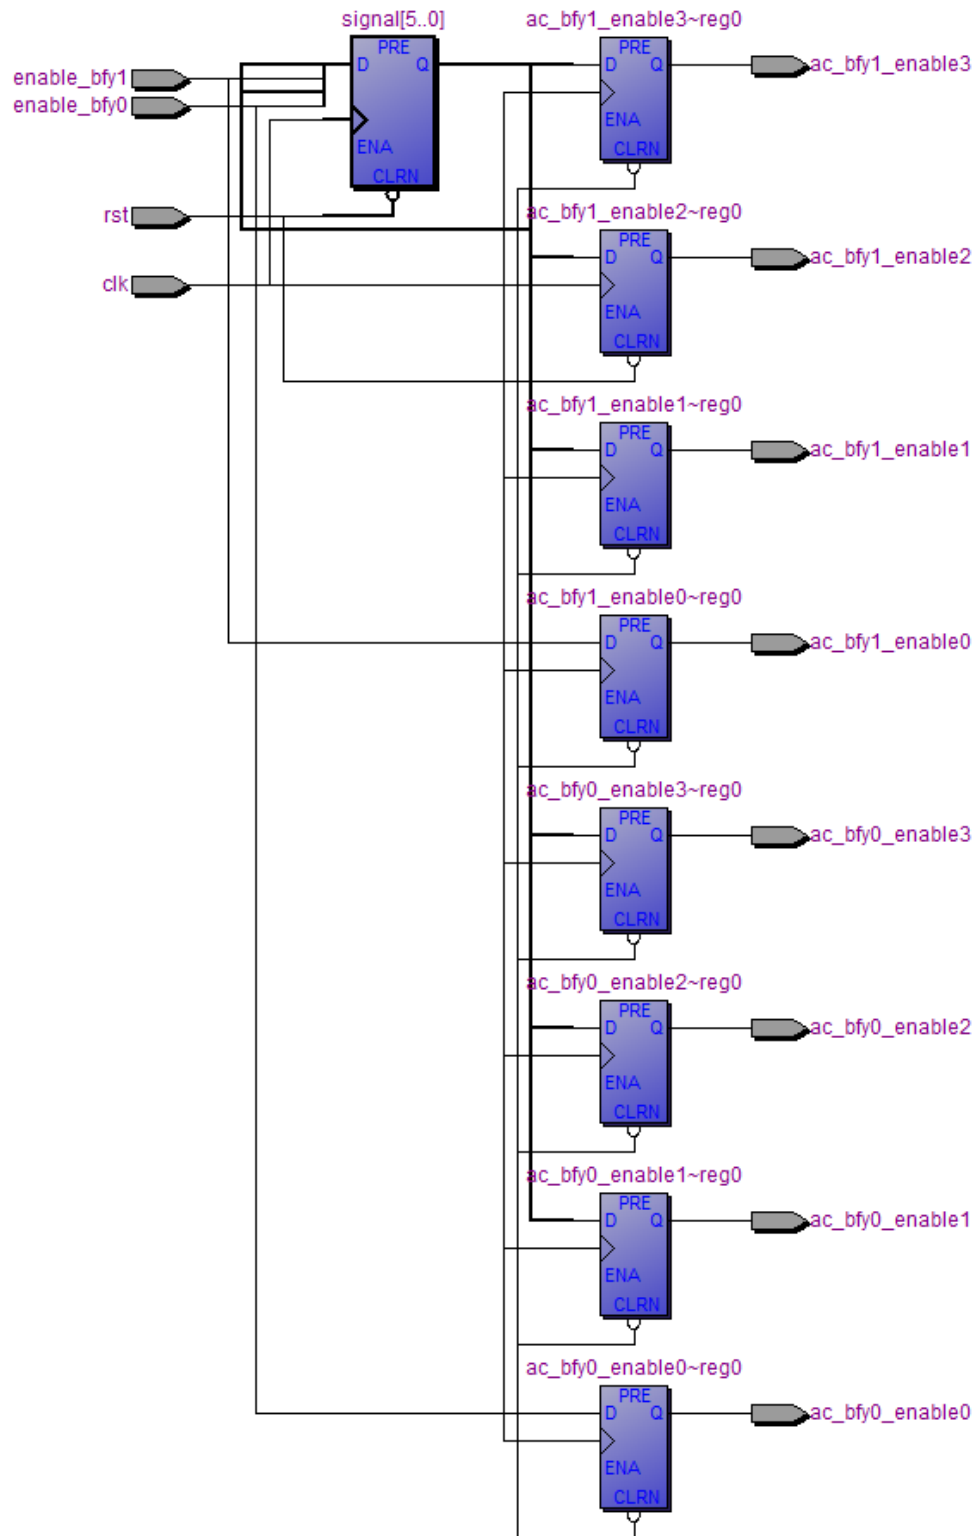 signal[5..0]
enable_bfy1
enable_bfy0
rst
clk
PRE
D Q
ENA
CLRN
ac_bfy1_enable3~reg0
PRE
D Q
ENA
CLRN
ac_bfy1_enable3
ac_bfy1_enable2~reg0
PRE
D Q
ENA
CLRN
ac_bfy1_enable2
ac_bfy1_enable1~reg0
PRE
D Q
ENA
CLRN
ac_bfy1_enable1
ac_bfy1_enable0~reg0
PRE
D Q
ENA
CLRN
ac_bfy1_enable0
ac_bfy0_enable3~reg0
PRE
D Q
ENA
CLRN
ac_bfy0_enable3
ac_bfy0_enable2~reg0
PRE
D Q
ENA
CLRN
ac_bfy0_enable2
ac_bfy0_enable1~reg0
PRE
D Q
ENA
CLRN
ac_bfy0_enable1
ac_bfy0_enable0~reg0
PRE
D Q
ENA
CLRN
ac_bfy0_enable0